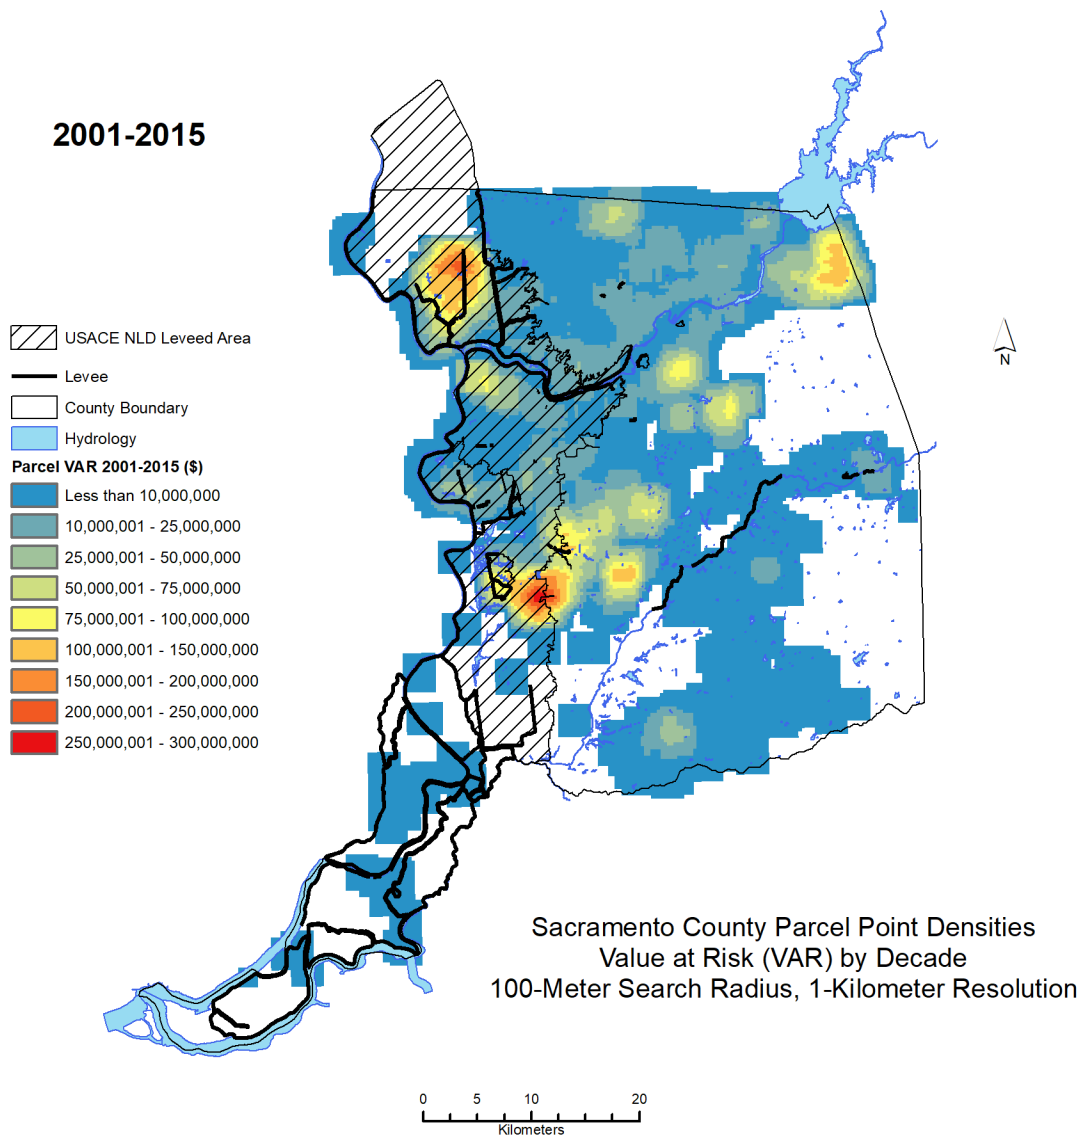 2001-2015
USACE NLD Leveed Area
Levee
County Boundary
Hydrology
Parcel VAR 2001-2015 ($)
Less than 10,000,000
10,000,001 - 25,000,000
25,000,001 - 50,000,000
50,000,001 - 75,000,000
75,000,001 - 100,000,000
100,000,001 - 150,000,000
150,000,001 - 200,000,000
200,000,001 - 250,000,000
250,000,001 - 300,000,000
N
Sacramento County Parcel Point Densities
Value at Risk (VAR) by Decade
100-Meter Search Radius, 1-Kilometer Resolution
0 5 10 20
Kilometers